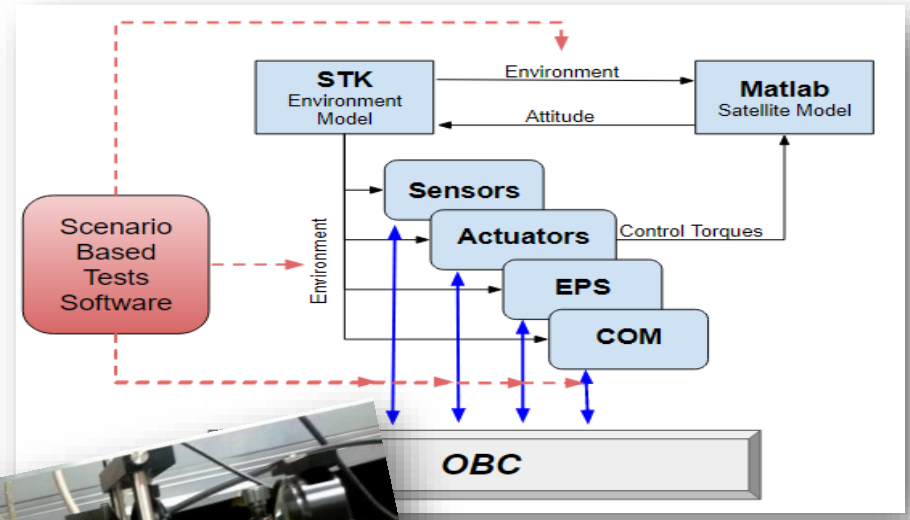 STK
Environment
Model
Environment
Attitude
Matlab
Satellite Model
Sensors
Actuators
Control Torques
EPS
COM
Environment
Scenario
Based
Tests
Software
OBC